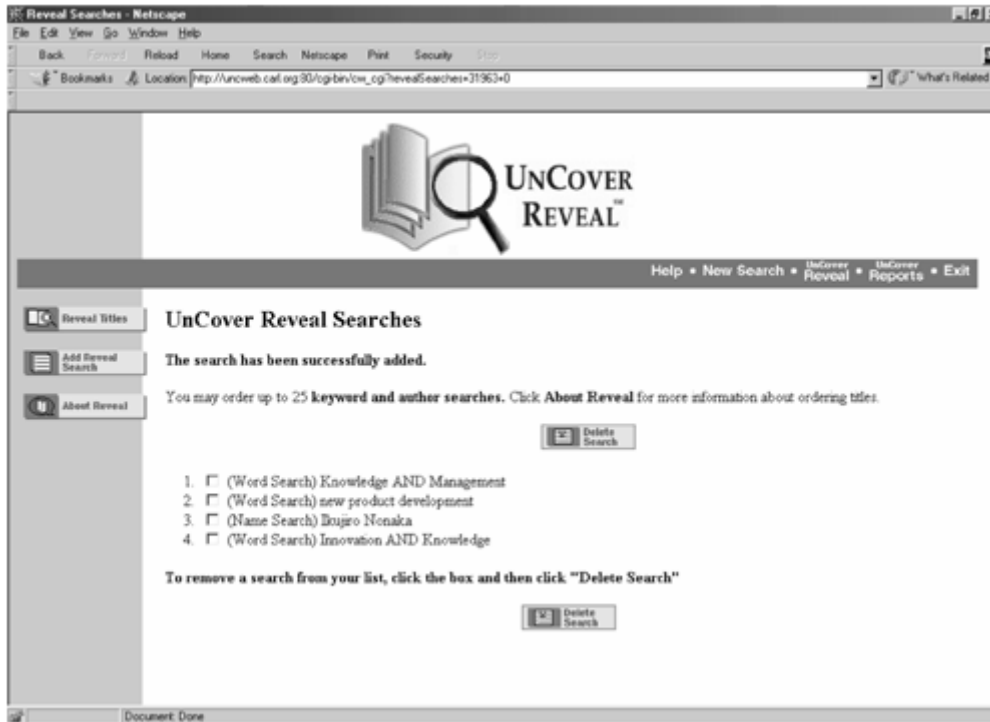 Reveal Searches - Netscape
File Edit View Go Window Help
Back Forward Reload Home Search Netscape Print Security Stop
Bookmarks Location: http://uncweb.carl.org:80/cgi-bin/cw_cgi?revealSearches+31963+0 What's Related
UNCOVER
REVEAL™
Help • New Search • UnCover Reveal • UnCover Reports • Exit
Reveal Titles
UnCover Reveal Searches
Add Reveal Search
The search has been successfully added.
About Reveal
You may order up to 25 keyword and author searches. Click About Reveal for more information about ordering titles.
Delete Search
1. (Word Search) Knowledge AND Management
2. (Word Search) new product development
3. (Name Search) Ikujiro Nonaka
4. (Word Search) Innovation AND Knowledge
To remove a search from your list, click the box and then click "Delete Search"
Delete Search
Document: Done